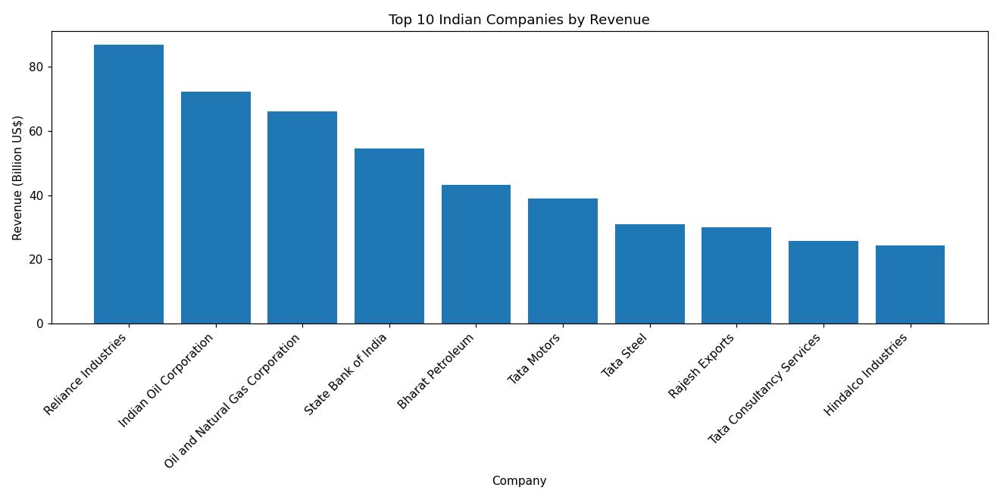 Top 10 Indian Companies by Revenue
Revenue (Billion US$)
80
60
40
20
0
Reliance Industries
Indian Oil Corporation
Oil and Natural Gas Corporation
State Bank of India
Bharat Petroleum
Tata Motors
Tata Steel
Rajesh Exports
Tata Consultancy Services
Hindalco Industries
Company